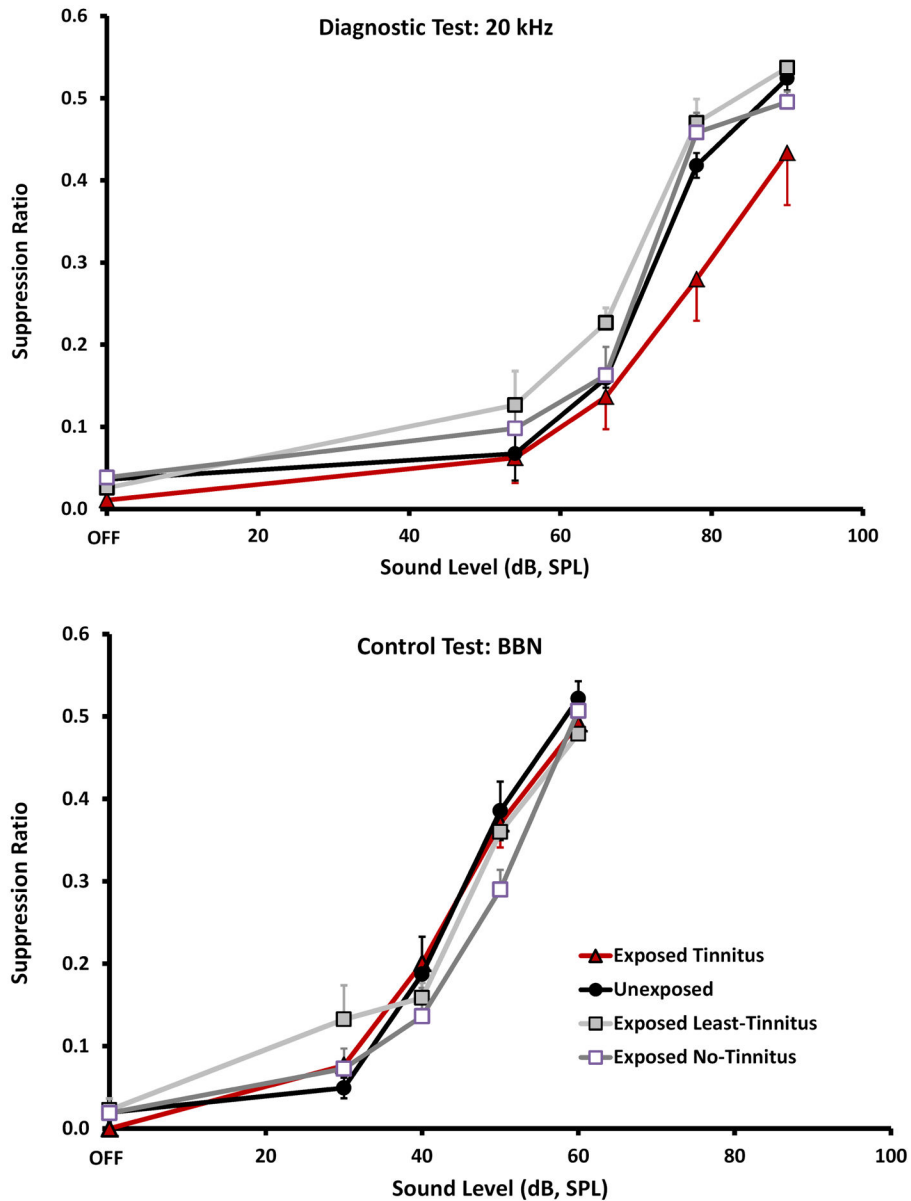 Diagnostic Test: 20 kHz
0.6
0.5
0.4
0.3
0.2
0.1
0.0
Suppression Ratio
OFF 20 40 60 80 100
Sound Level (dB, SPL)
Control Test: BBN
0.6
0.5
0.4
0.3
0.2
0.1
0.0
Suppression Ratio
Exposed Tinnitus
Unexposed
Exposed Least-Tinnitus
Exposed No-Tinnitus
OFF 20 40 60 80 100
Sound Level (dB, SPL)